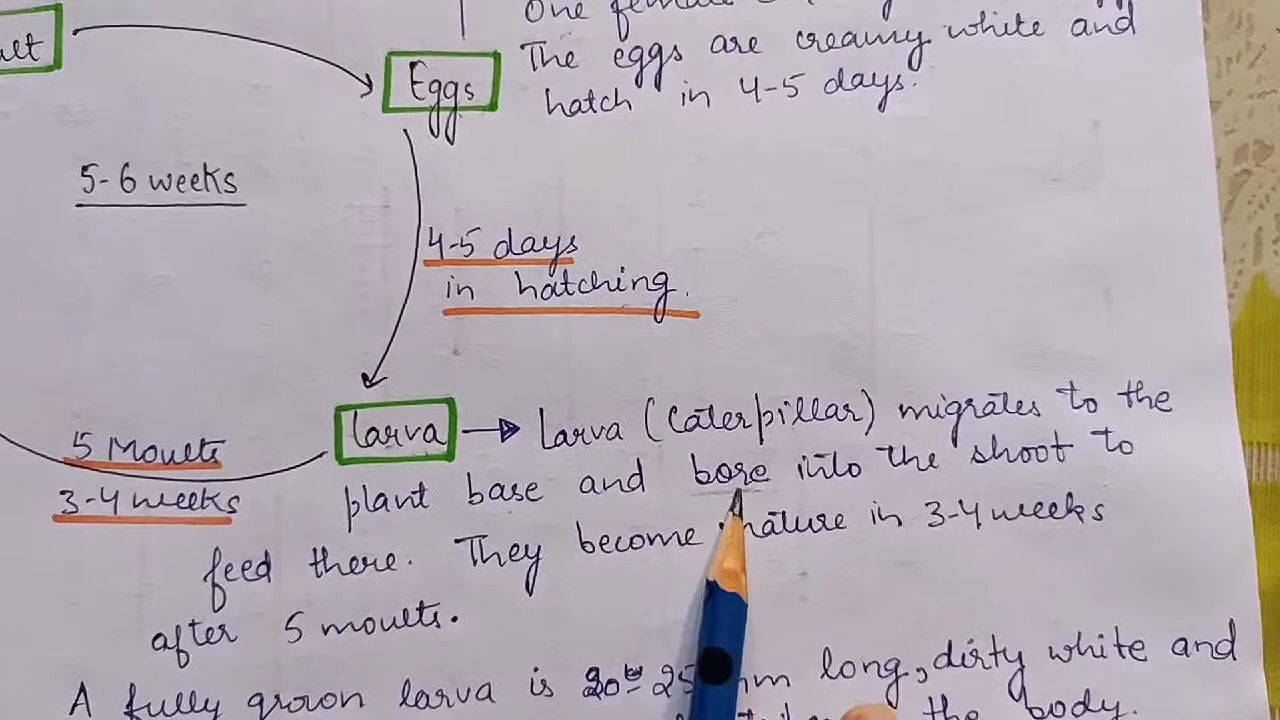 One female
The eggs are creamy white and
Eggs
hatch in 4-5 days.
5-6 weeks
4-5 days
in hatching.
larva → Larva (Caterpillar) migrates to the
5 Moults
plant base and bore into the shoot to
3-4 weeks
feed there. They become mature in 3-4 weeks
after 5 moults.
A fully grown larva is long, dirty white and
the body.